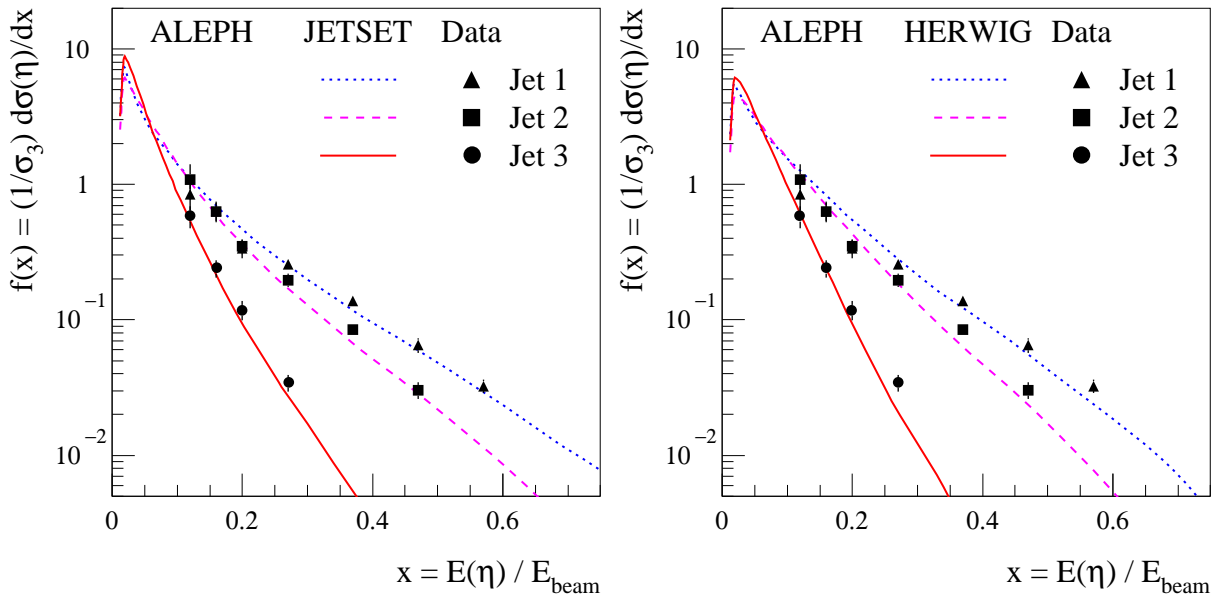 f(x) = (1/σ₃) dσ(η)/dx
ALEPH JETSET Data
Jet 1
Jet 2
Jet 3
10
1
10⁻¹
10⁻²
0 0.2 0.4 0.6
x = E(η) / E_beam
f(x) = (1/σ₃) dσ(η)/dx
ALEPH HERWIG Data
Jet 1
Jet 2
Jet 3
10
1
10⁻¹
10⁻²
0 0.2 0.4 0.6
x = E(η) / E_beam